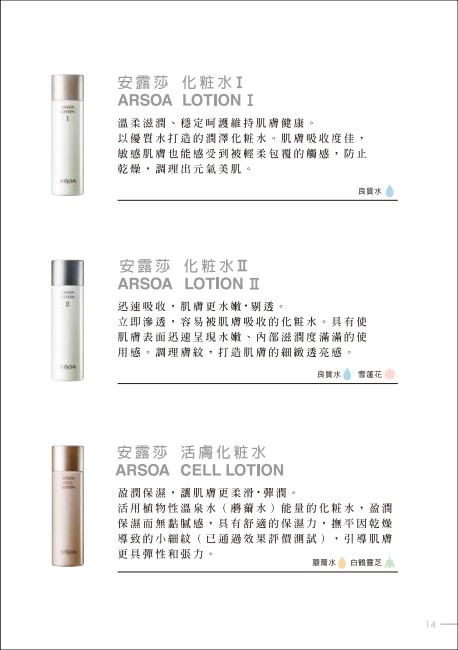 安露莎 化粧水Ⅰ
ARSOA LOTION Ⅰ
溫柔滋潤、穩定呵護維持肌膚健康。
以優質水打造的潤澤化粧水。肌膚吸收度佳，
敏感肌膚也能感受到被輕柔包覆的觸感，防止
乾燥，調理出元氣美肌。
良質水
ARSOA
LOTION
Ⅰ
ARSOA
安露莎 化粧水Ⅱ
ARSOA LOTION Ⅱ
迅速吸收，肌膚更水嫩・剔透。
立即滲透，容易被肌膚吸收的化粧水。具有使
肌膚表面迅速呈現水嫩、內部滋潤度滿滿的使
用感。調理膚紋，打造肌膚的細緻透亮感。
良質水 雪蓮花
ARSOA
LOTION
Ⅱ
ARSOA
安露莎 活膚化粧水
ARSOA CELL LOTION
盈潤保濕，讓肌膚更柔滑・彈潤。
活用植物性溫泉水（蘑薾水）能量的化粧水，盈潤
保濕而無黏膩感，具有舒適的保濕力，撫平因乾燥
導致的小細紋（已通過效果評價測試），引導肌膚
更具彈性和張力。
蘑薾水 白鶴靈芝
ARSOA
CELL
LOTION
ARSOA
14